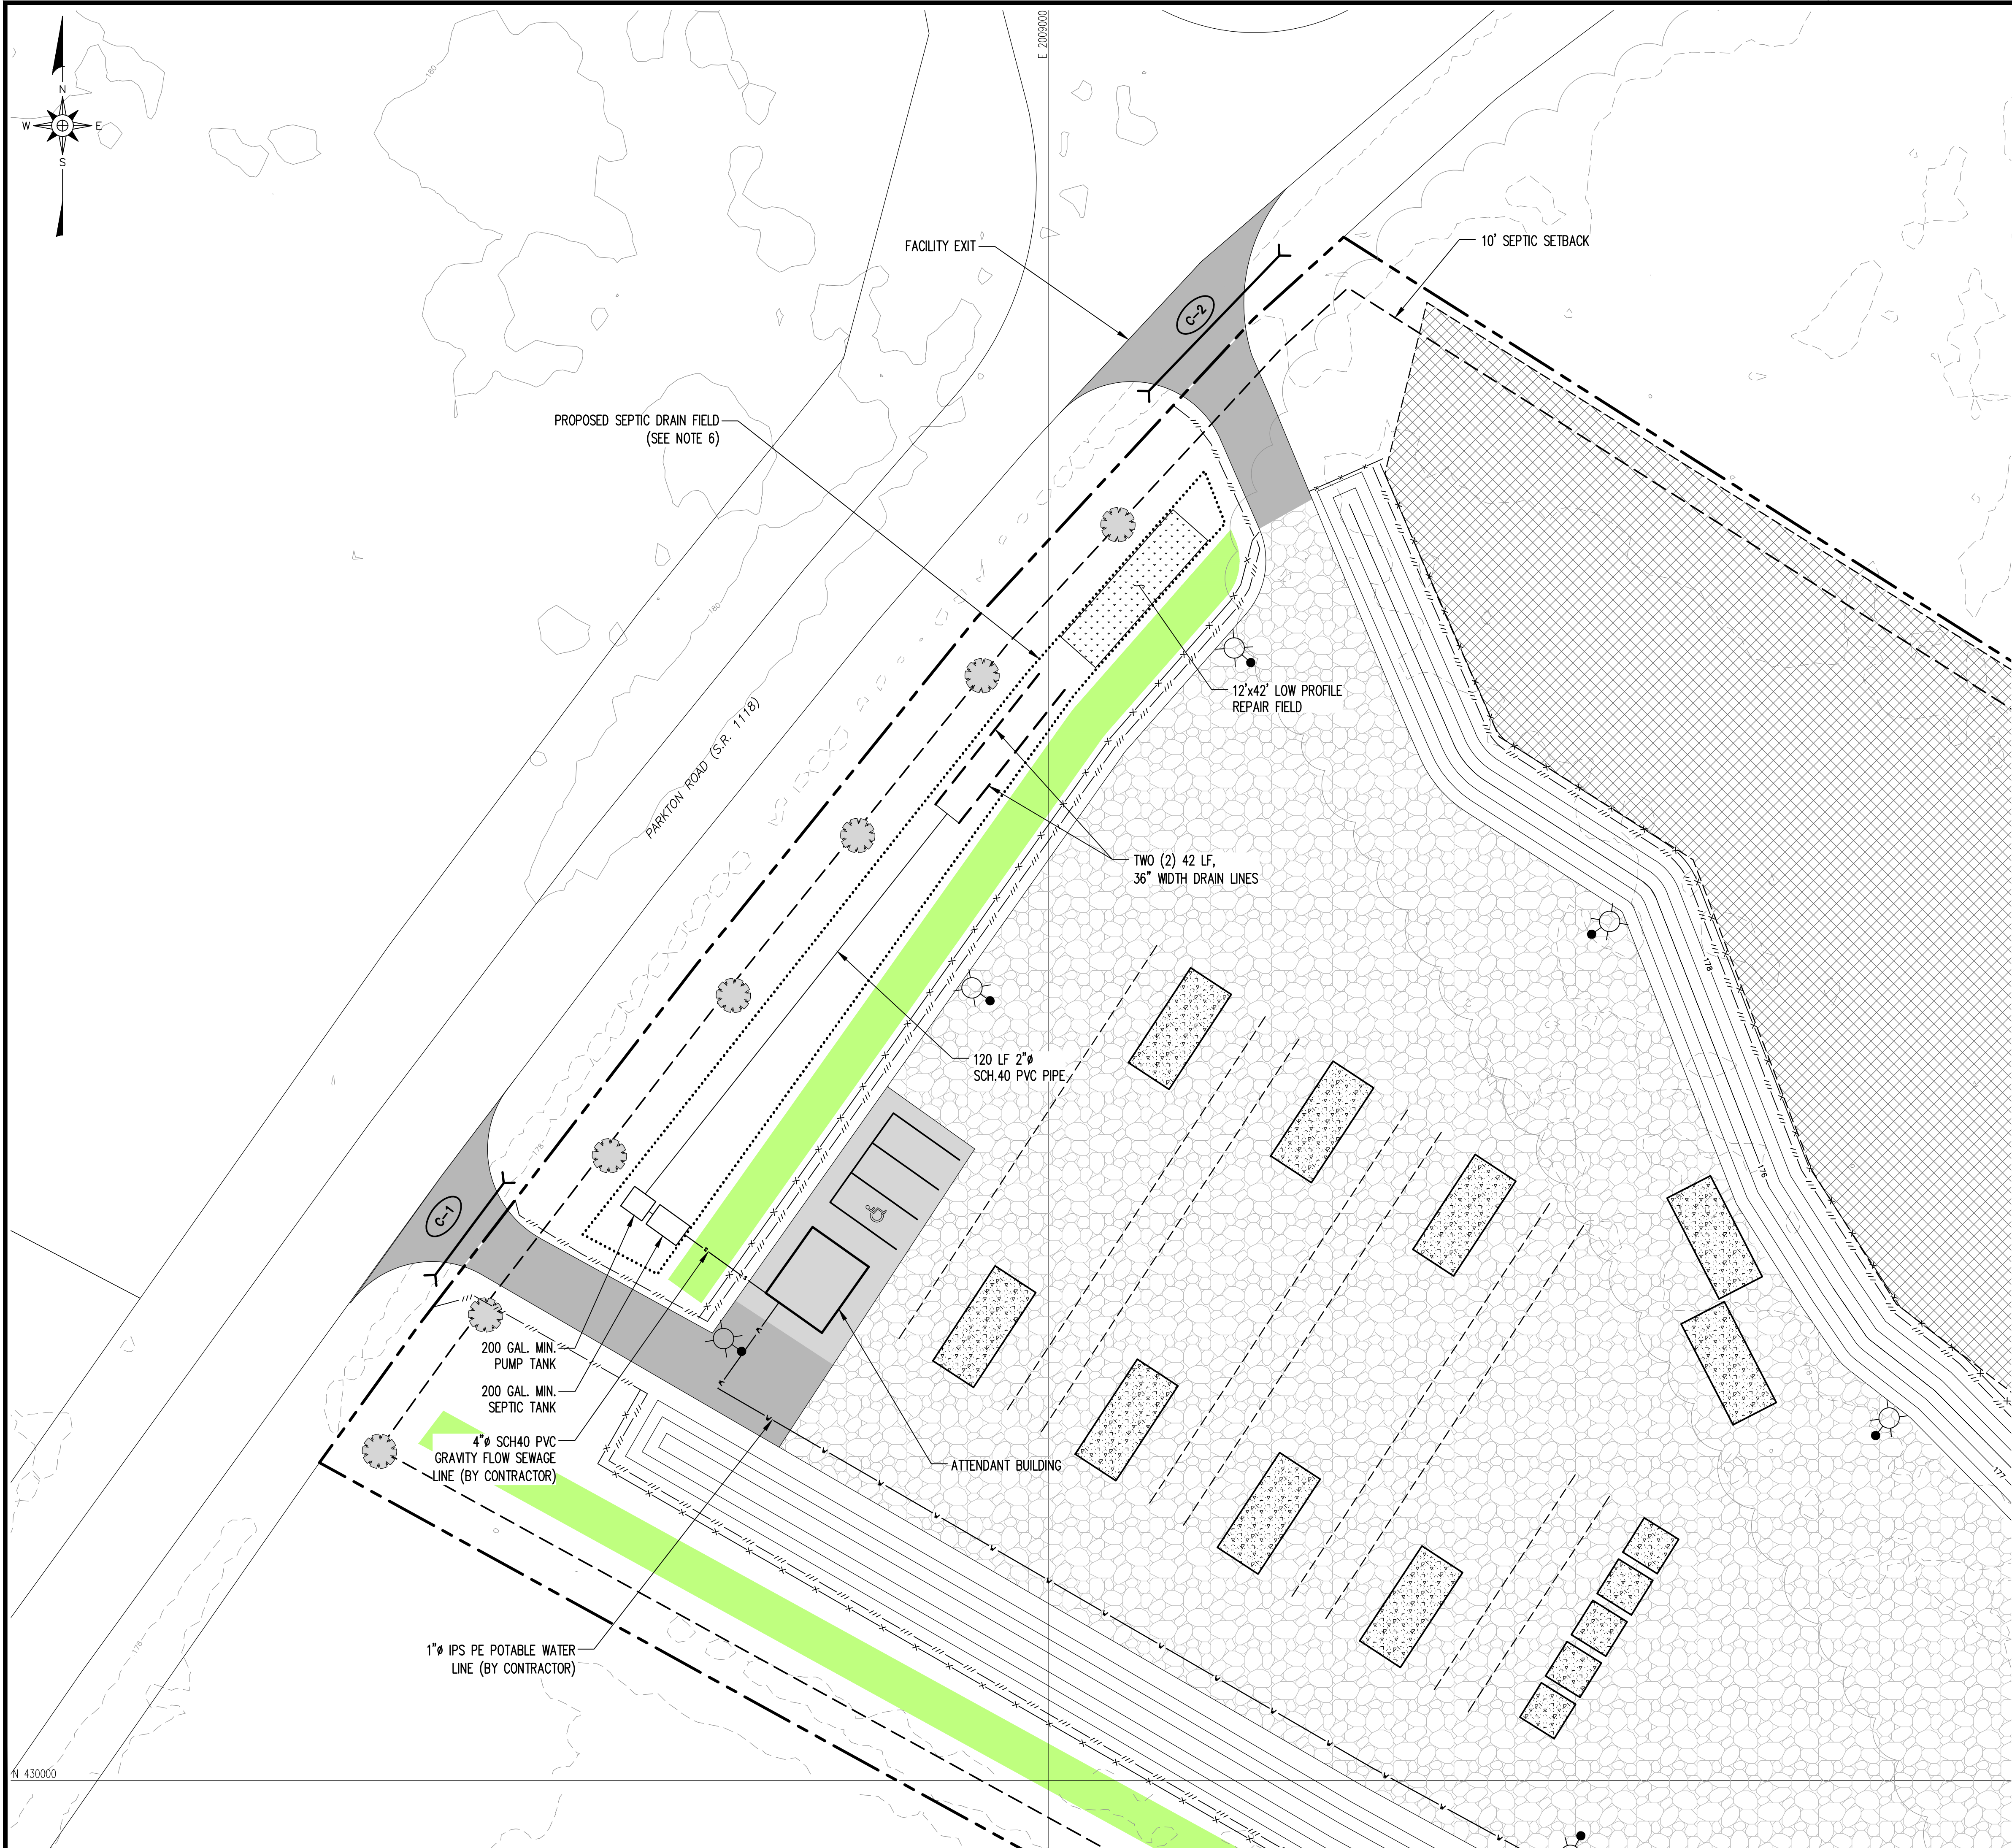 E 2009000
180
N
W
E
S
FACILITY EXIT
10' SEPTIC SETBACK
C-2
PROPOSED SEPTIC DRAIN FIELD
(SEE NOTE 6)
180
12'x42' LOW PROFILE
REPAIR FIELD
PARKTON ROAD (S.R. 1118)
TWO (2) 42 LF,
36" WIDTH DRAIN LINES
178
120 LF 2"ø
SCH.40 PVC PIPE
178
176
C-1
200 GAL. MIN.
PUMP TANK
178
200 GAL. MIN.
SEPTIC TANK
4"ø SCH40 PVC
GRAVITY FLOW SEWAGE
LINE (BY CONTRACTOR)
ATTENDANT BUILDING
177
1"ø IPS PE POTABLE WATER
LINE (BY CONTRACTOR)
178
N 430000